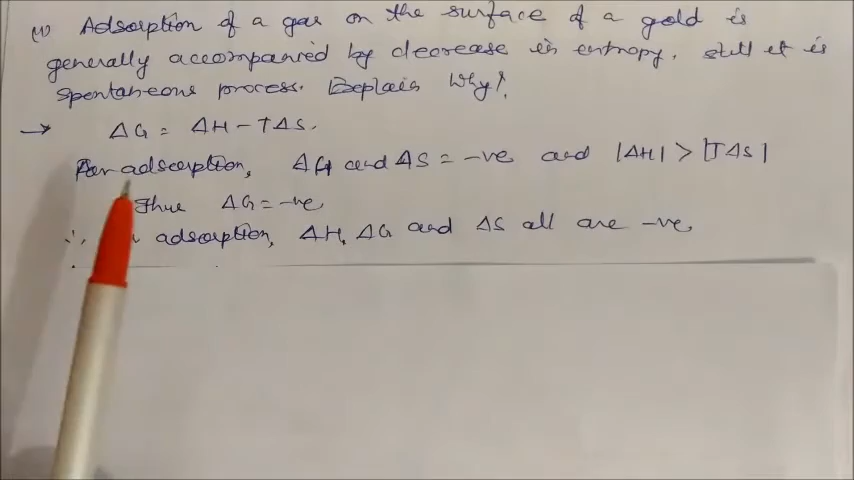 (11) Adsorption of a gas on the surface of a gold is
generally accompanied by decrease in entropy. still it is
spontaneous process. Explain Why?
→ ΔG = ΔH - TΔS.
For adsorption, ΔH and ΔS = -ve and |ΔH| > |TΔS|
Thus ΔG = -ve
∴ adsorption, ΔH, ΔG and ΔS all are -ve.